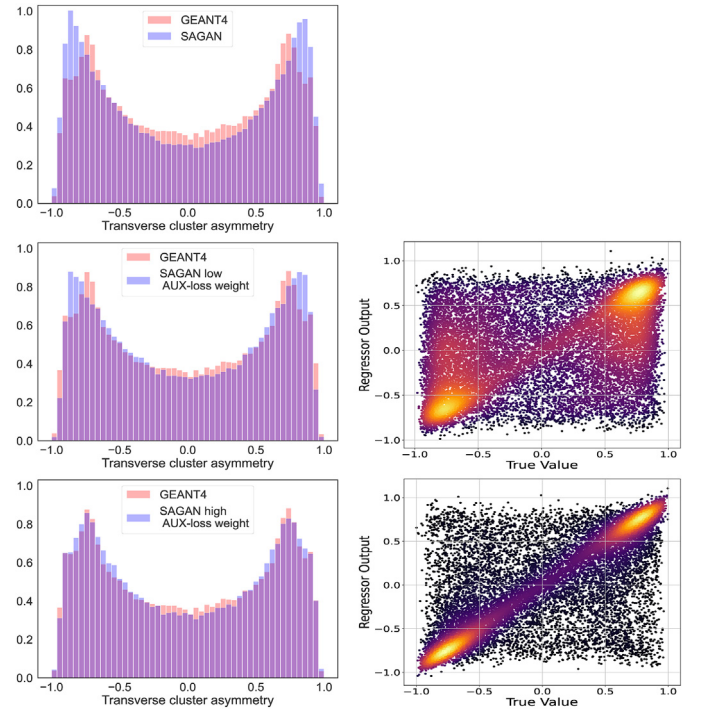 1.0
0.8
0.6
0.4
0.2
0.0
GEANT4
SAGAN
−1.0 −0.5 0.0 0.5 1.0
Transverse cluster asymmetry
1.0
0.8
0.6
0.4
0.2
0.0
GEANT4
SAGAN low
AUX-loss weight
−1.0 −0.5 0.0 0.5 1.0
Transverse cluster asymmetry
1.0
0.5
0.0
−0.5
−1.0
Regressor Output
−1.0 −0.5 0.0 0.5 1.0
True Value
1.0
0.8
0.6
0.4
0.2
0.0
GEANT4
SAGAN high
AUX-loss weight
−1.0 −0.5 0.0 0.5 1.0
Transverse cluster asymmetry
1.0
0.5
0.0
−0.5
−1.0
Regressor Output
−1.0 −0.5 0.0 0.5 1.0
True Value